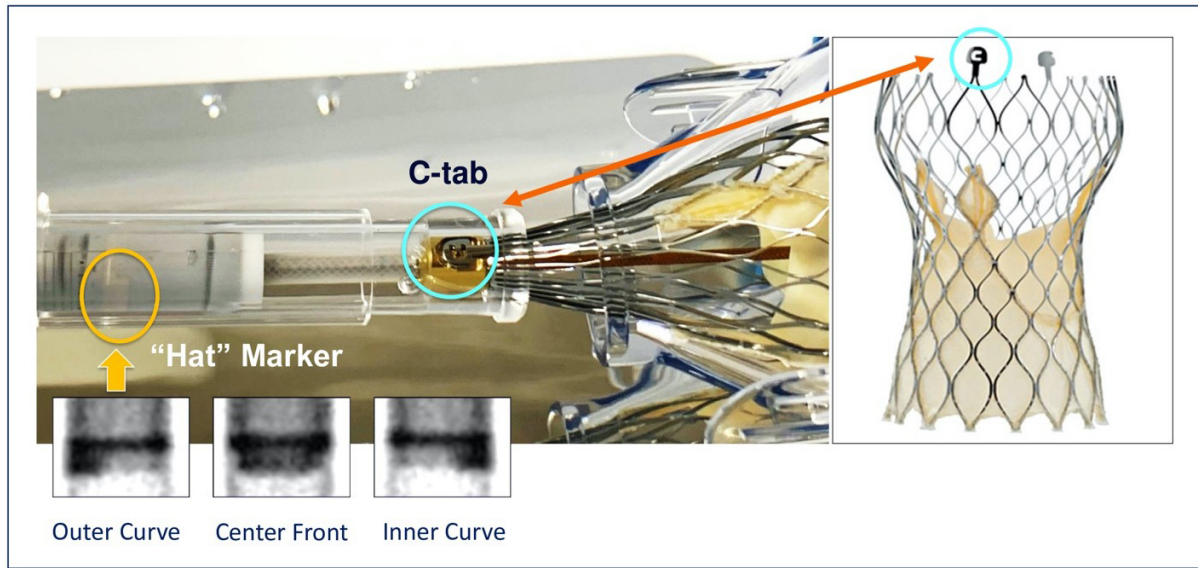 C-tab
“Hat” Marker
C
Outer Curve
Center Front
Inner Curve